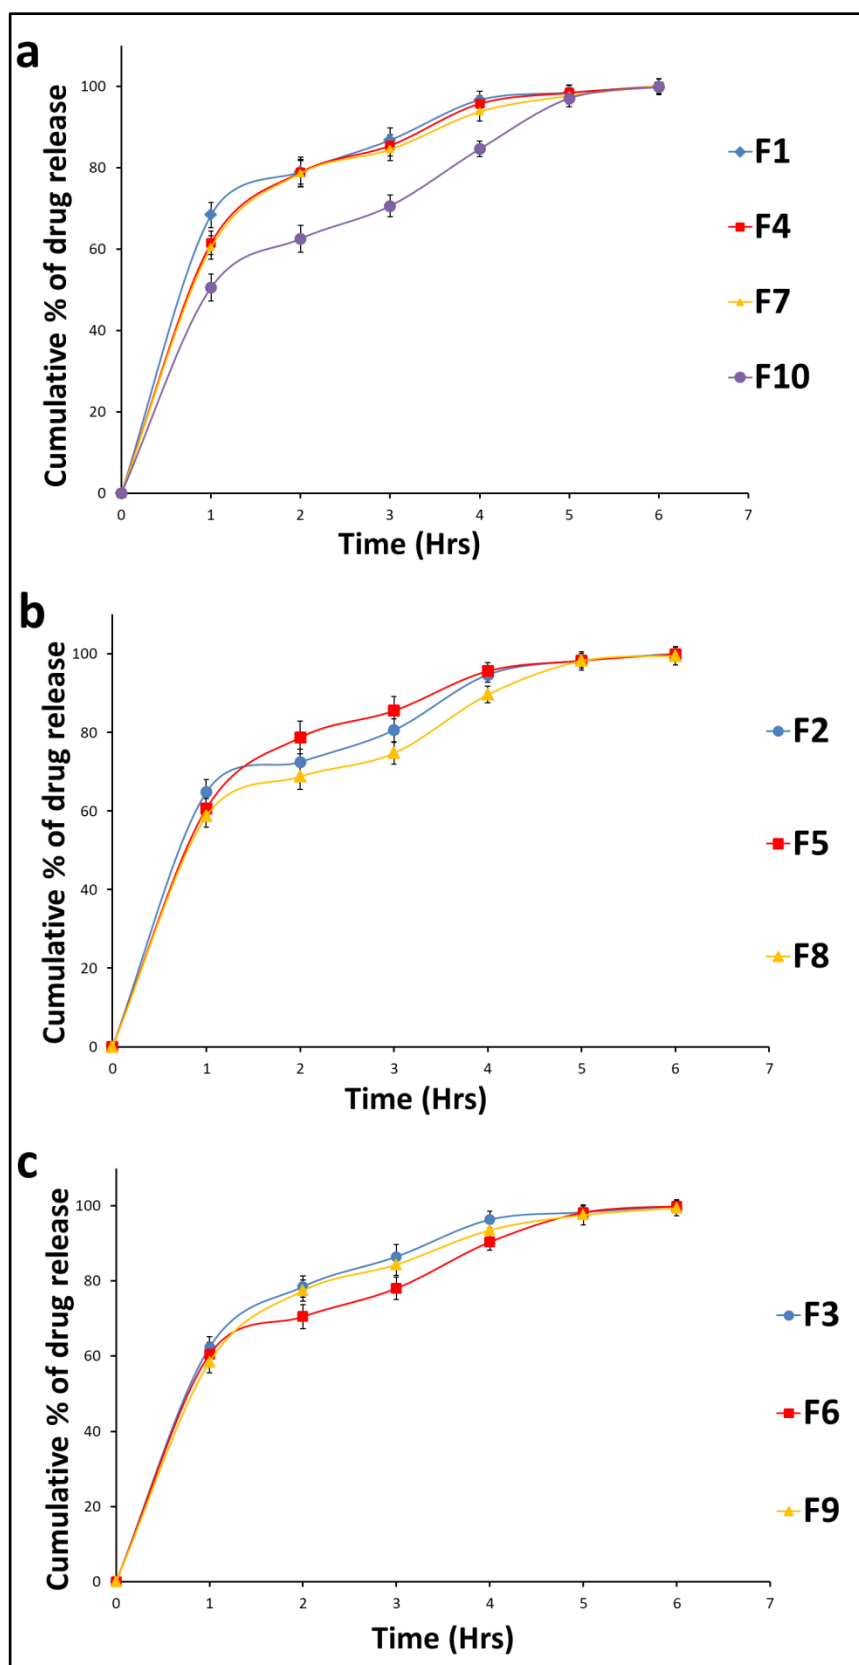 a
Cumulative % of drug release
100
80
60
40
20
0
0 1 2 3 4 5 6 7
Time (Hrs)
F1
F4
F7
F10
b
Cumulative % of drug release
100
80
60
40
20
0
0 1 2 3 4 5 6 7
Time (Hrs)
F2
F5
F8
c
Cumulative % of drug release
100
80
60
40
20
0
0 1 2 3 4 5 6 7
Time (Hrs)
F3
F6
F9